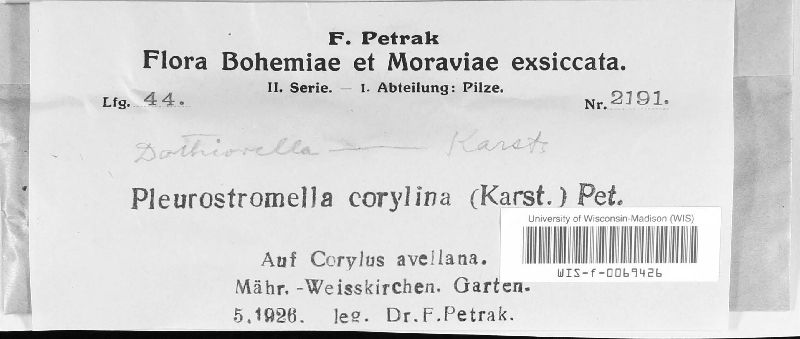 F. Petrak
Flora Bohemiae et Moraviae exsiccata.
II. Serie. — I. Abteilung: Pilze.
Lfg. 44.
Nr. 2191.
Dothiorella — Karst.
Pleurostromella corylina (Karst.) Pet.
University of Wisconsin-Madison (WIS)
WIS-f-0069426
Auf Corylus avellana.
Mähr.-Weisskirchen. Garten.
5.1926. leg. Dr.F.Petrak.